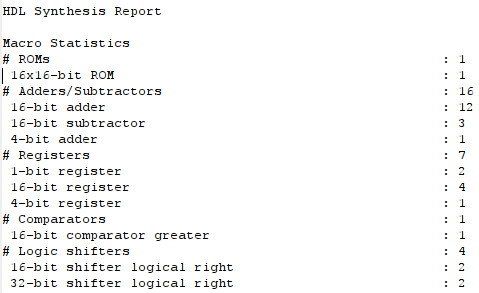 HDL Synthesis Report
Macro Statistics
# ROMs : 1
16x16-bit ROM : 1
# Adders/Subtractors : 16
16-bit adder : 12
16-bit subtractor : 3
4-bit adder : 1
# Registers : 7
1-bit register : 2
16-bit register : 4
4-bit register : 1
# Comparators : 1
16-bit comparator greater : 1
# Logic shifters : 4
16-bit shifter logical right : 2
32-bit shifter logical right : 2